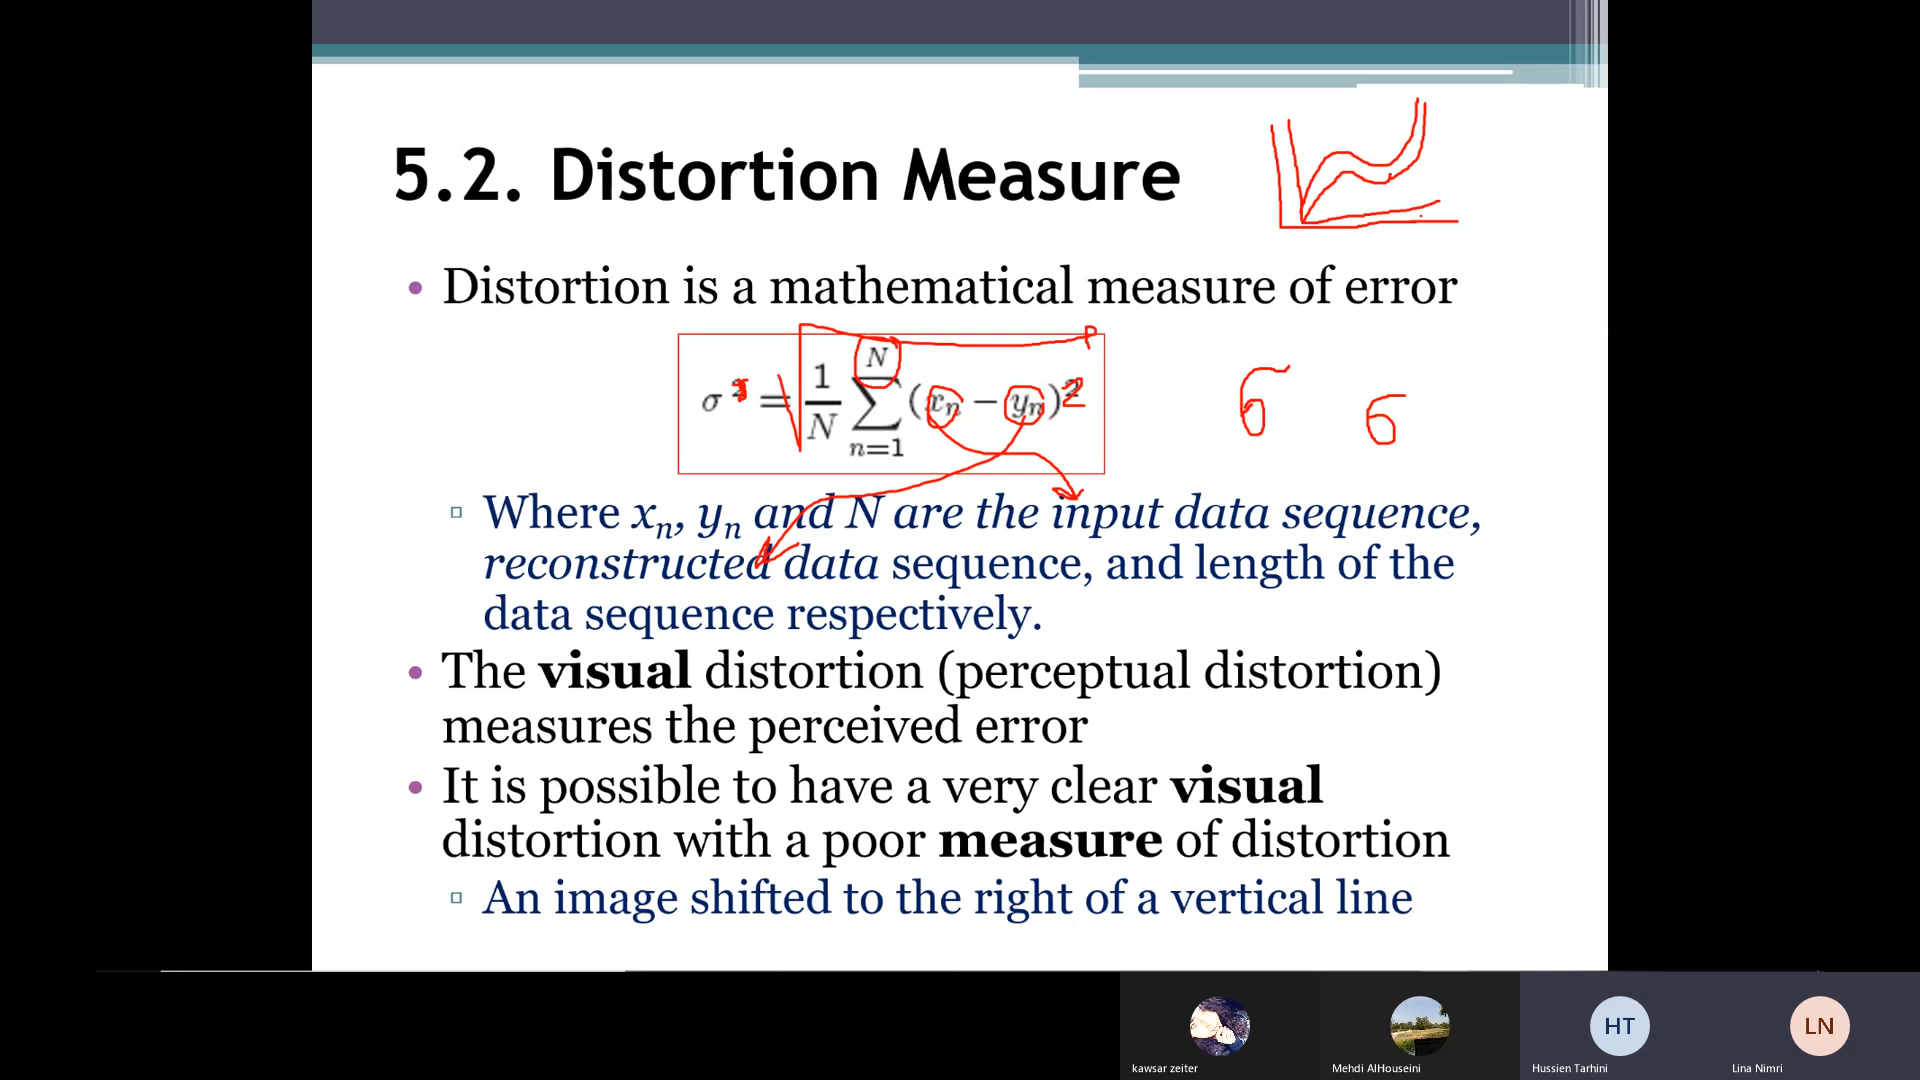 5.2. Distortion Measure
• Distortion is a mathematical measure of error
σ² = 1/N ∑ₙ₌₁ᴺ (xₙ − yₙ)²
σ σ
▫ Where xₙ, yₙ and N are the input data sequence,
reconstructed data sequence, and length of the
data sequence respectively.
• The visual distortion (perceptual distortion)
measures the perceived error
• It is possible to have a very clear visual
distortion with a poor measure of distortion
▫ An image shifted to the right of a vertical line
HT LN
kawsar zeiter Mehdi AlHouseini Hussien Tarhini Lina Nimri